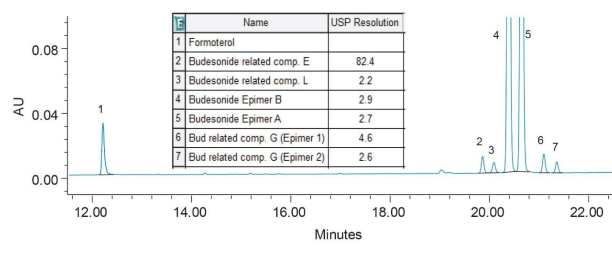 Name USP Resolution
1 Formoterol
2 Budesonide related comp. E 82.4
3 Budesonide related comp. L 2.2
4 Budesonide Epimer B 2.9
5 Budesonide Epimer A 2.7
6 Bud related comp. G (Epimer 1) 4.6
7 Bud related comp. G (Epimer 2) 2.6
AU
0.08
0.04
0.00
1
2
3
4
5
6
7
12.00 14.00 16.00 18.00 20.00 22.00
Minutes